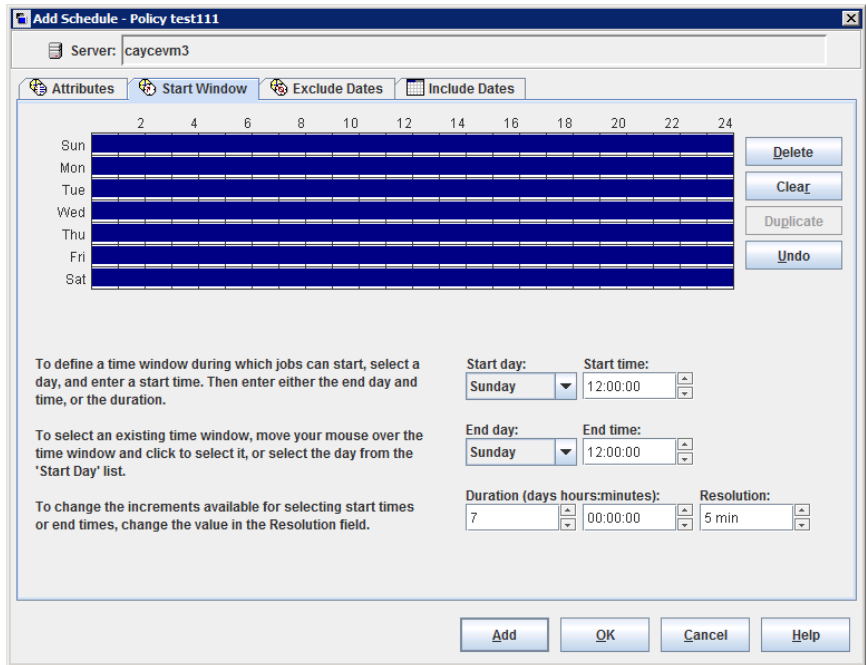 Add Schedule - Policy test111
Server: caycevm3
Attributes Start Window Exclude Dates Include Dates
2 4 6 8 10 12 14 16 18 20 22 24
Sun
Mon
Tue
Wed
Thu
Fri
Sat
Delete
Clear
Duplicate
Undo
To define a time window during which jobs can start, select a
day, and enter a start time. Then enter either the end day and
time, or the duration.
To select an existing time window, move your mouse over the
time window and click to select it, or select the day from the
'Start Day' list.
To change the increments available for selecting start times
or end times, change the value in the Resolution field.
Start day: Start time:
Sunday 12:00:00
End day: End time:
Sunday 12:00:00
Duration (days hours:minutes): Resolution:
7 00:00:00 5 min
Add OK Cancel Help